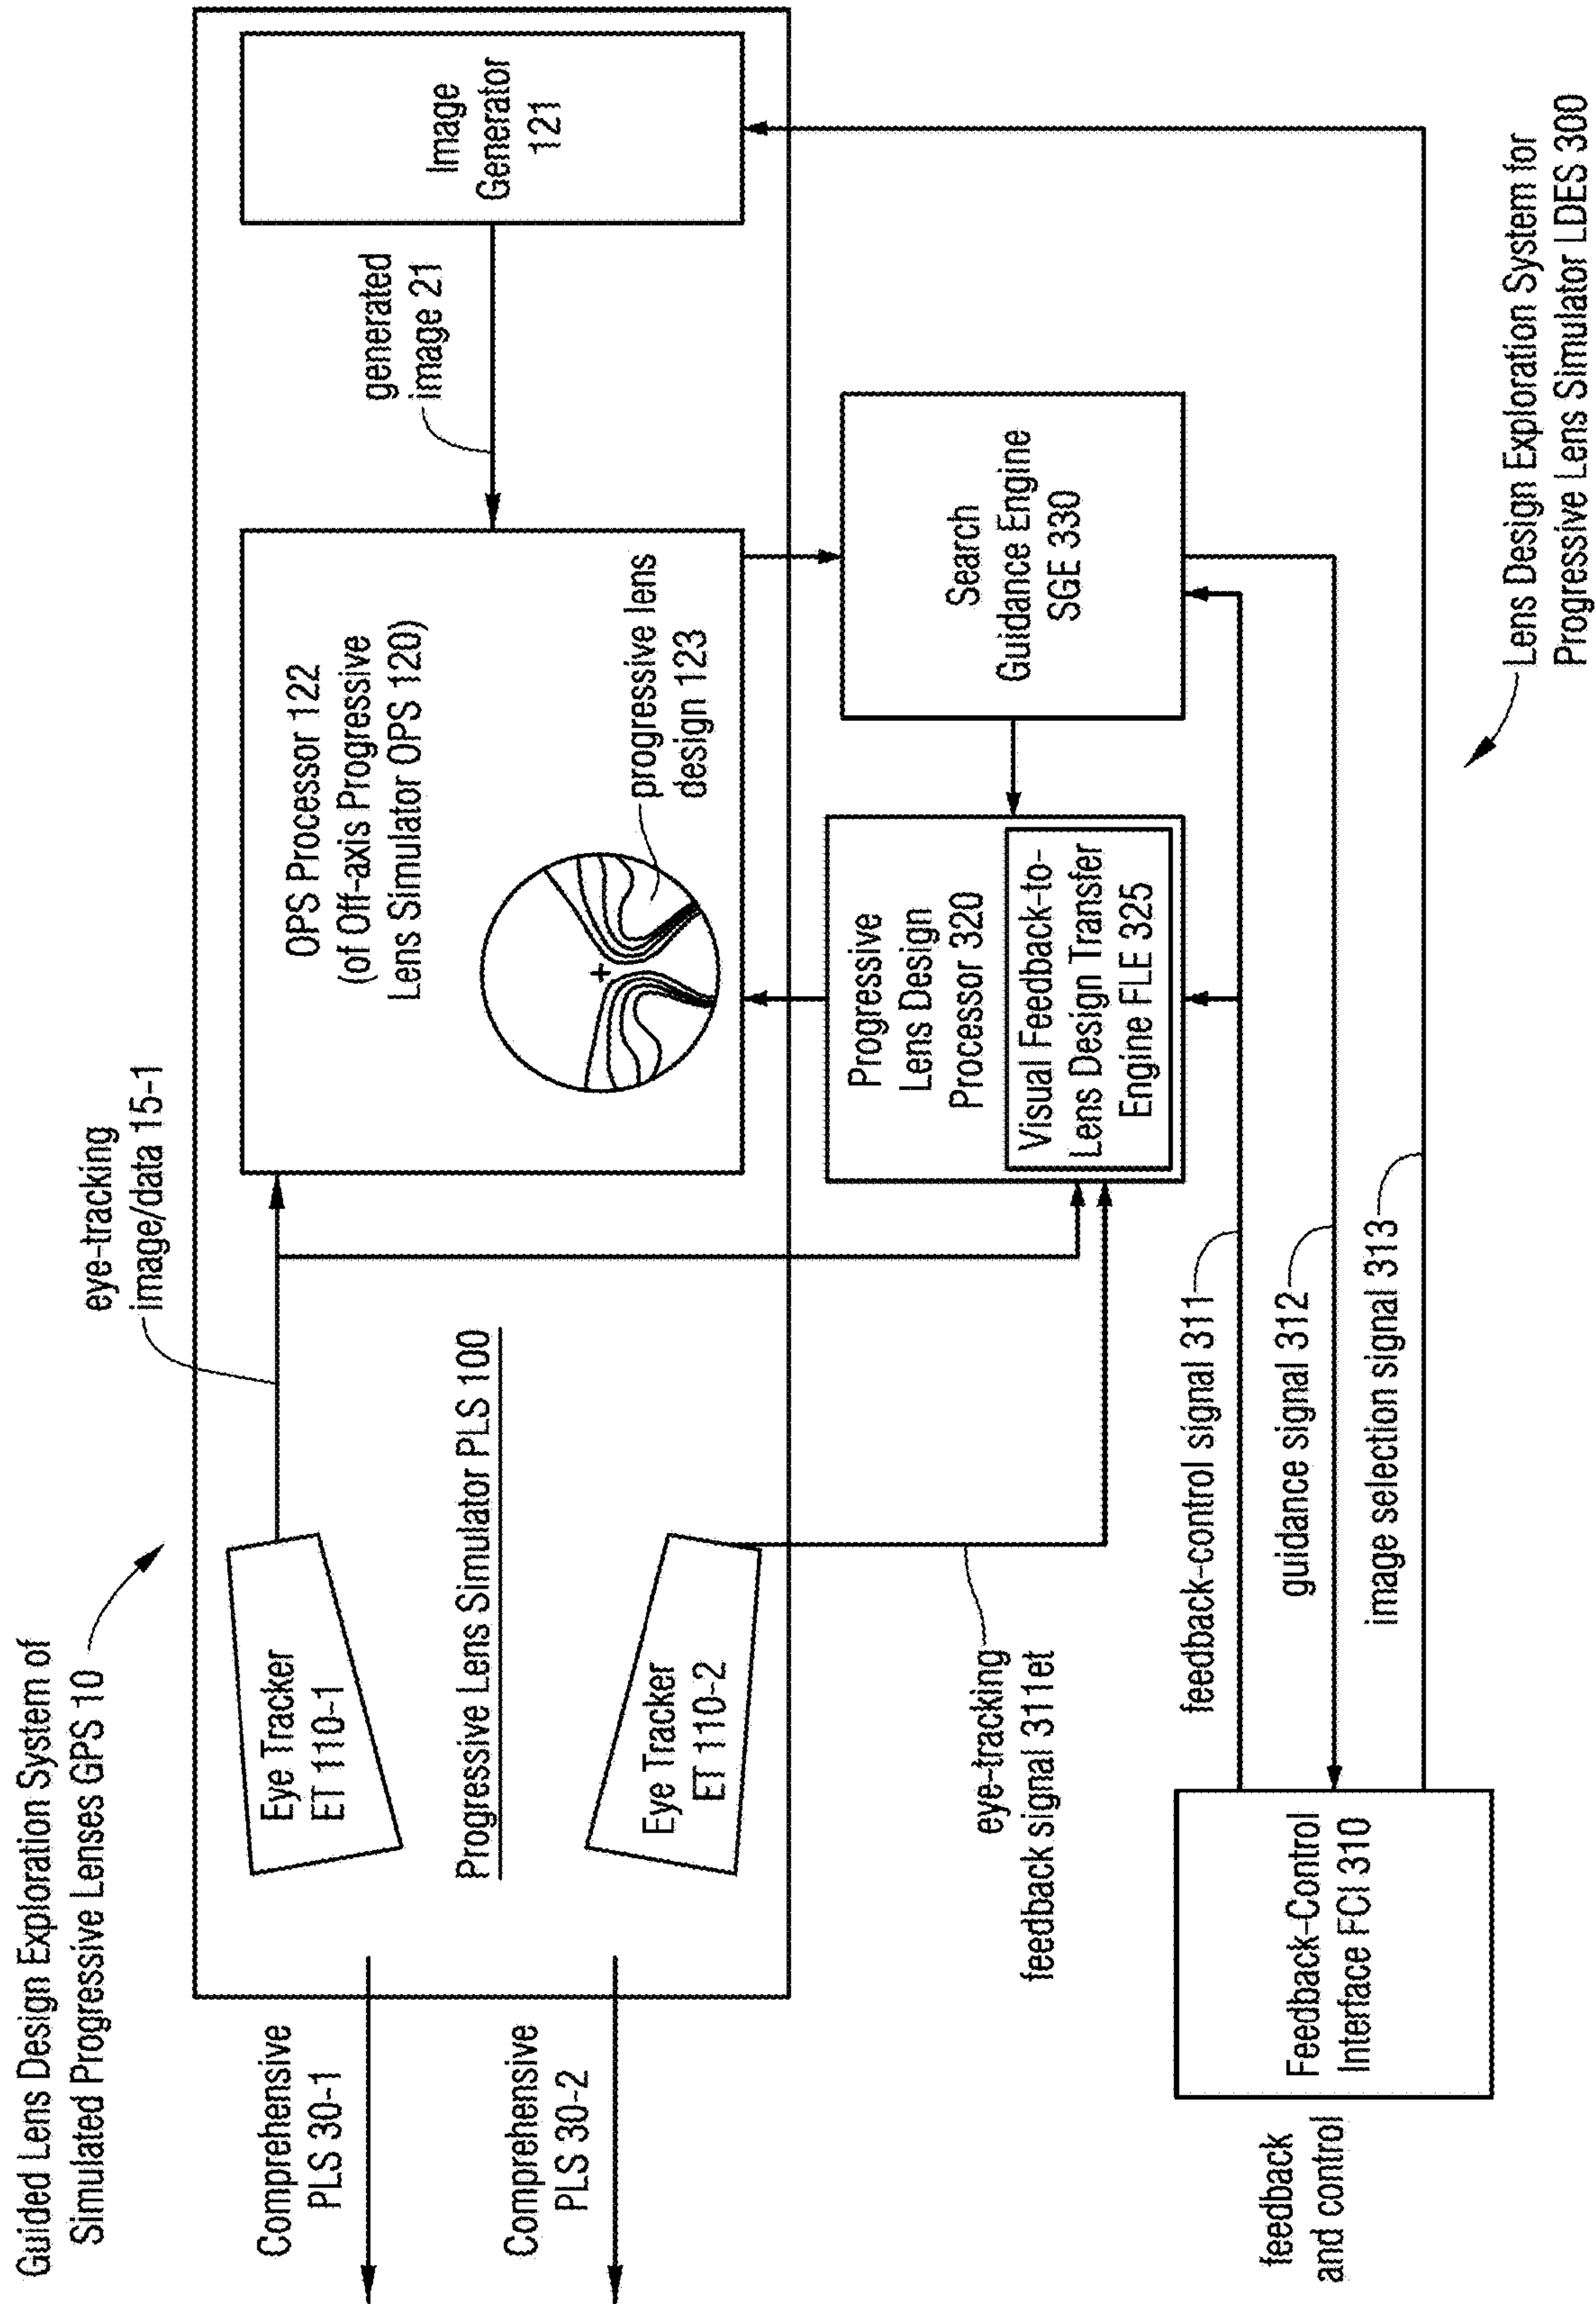 Guided Lens Design Exploration System of
Simulated Progressive Lenses GPS 10
eye-tracking
image/data 15-1
generated
image 21
Comprehensive
PLS 30-1
Comprehensive
PLS 30-2
Eye Tracker
ET 110-1
Progressive Lens Simulator PLS 100
Eye Tracker
ET 110-2
OPS Processor 122
(of Off-axis Progressive
Lens Simulator OPS 120)
progressive lens
design 123
Image
Generator
121
eye-tracking
feedback signal 311et
Progressive
Lens Design
Processor 320
Visual Feedback-to-
Lens Design Transfer
Engine FLE 325
Search
Guidance Engine
SGE 330
feedback-control signal 311
guidance signal 312
image selection signal 313
feedback
and control
Feedback-Control
Interface FCI 310
Lens Design Exploration System for
Progressive Lens Simulator LDES 300